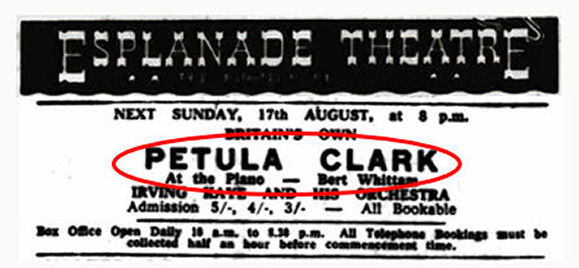 ESPLANADE THEATRE
NEXT SUNDAY, 17th AUGUST, at 8 p.m.
BRITAIN'S OWN
PETULA CLARK
At the Piano — Bert Whittam
IRVING KAYE AND HIS ORCHESTRA
Admission 5/-, 4/-, 3/- — All Bookable
Box Office Open Daily 10 a.m. to 8.30 p.m. All Telephone Bookings must be
collected half an hour before commencement time.